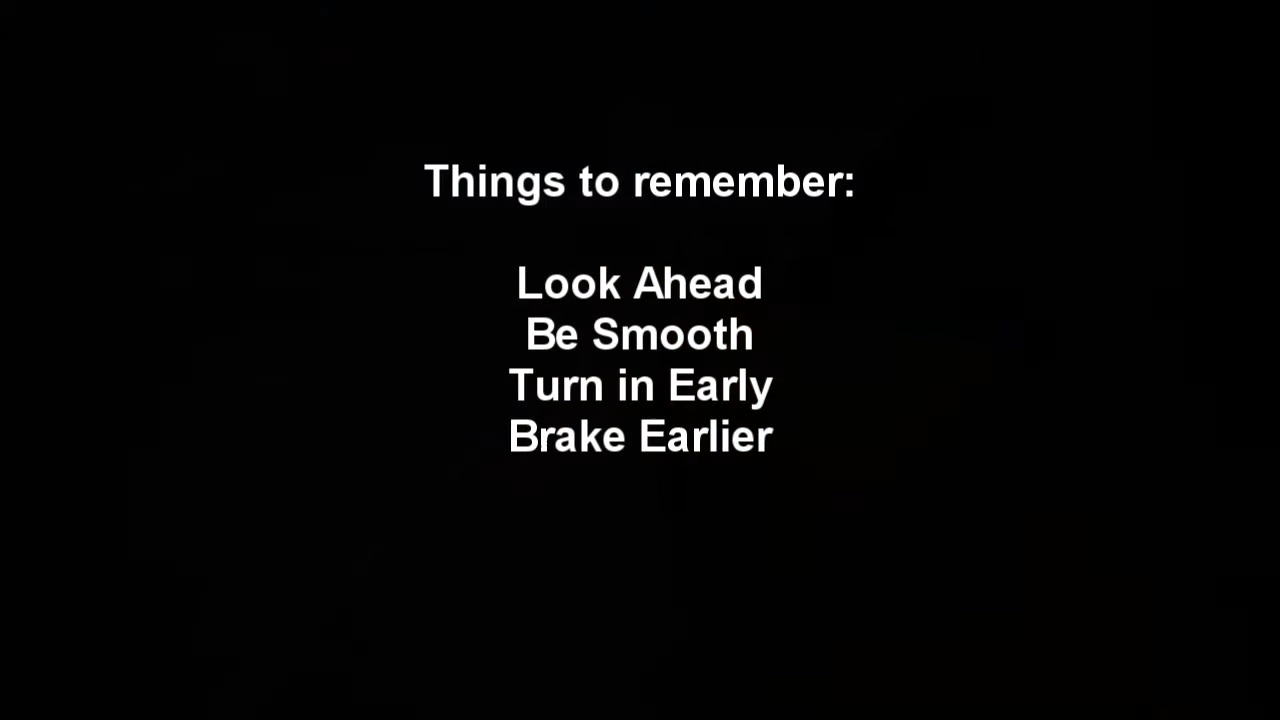 Things to remember:
Look Ahead
Be Smooth
Turn in Early
Brake Earlier